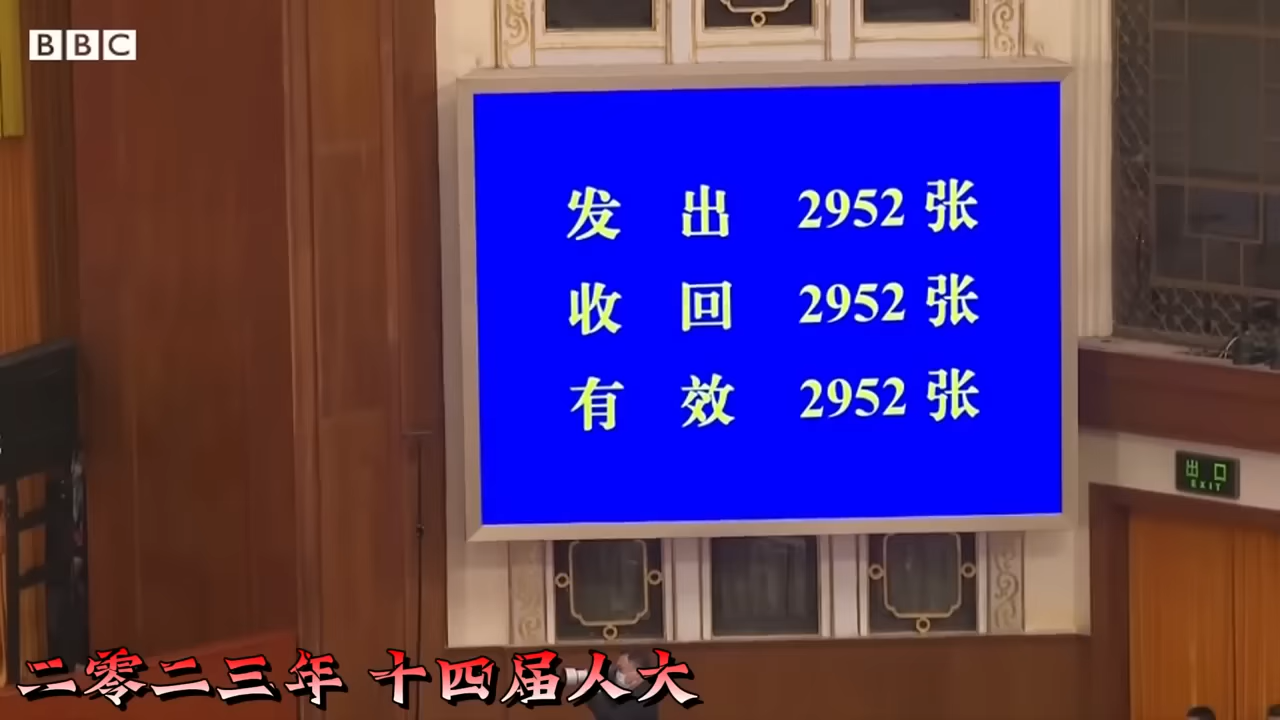 BBC
发 出 2952 张
收 回 2952 张
有 效 2952 张
出 口
EXIT
二零二三年 十四届人大